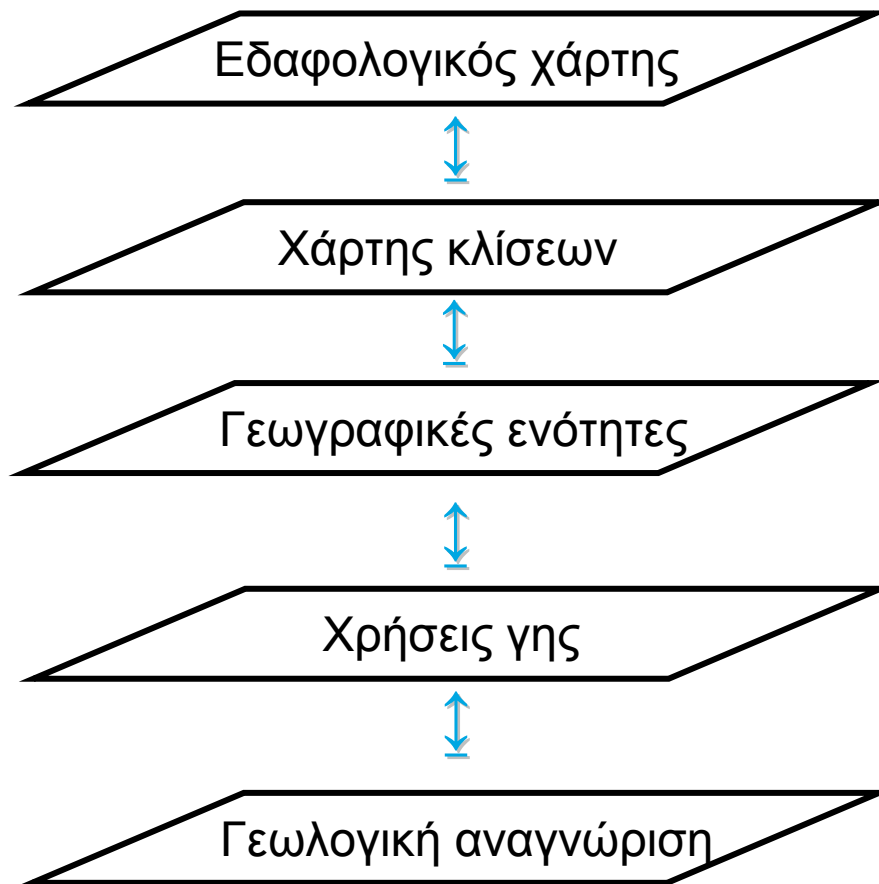 Εδαφολογικός χάρτης
Χάρτης κλίσεων
Γεωγραφικές ενότητες
Χρήσεις γης
Γεωλογική αναγνώριση